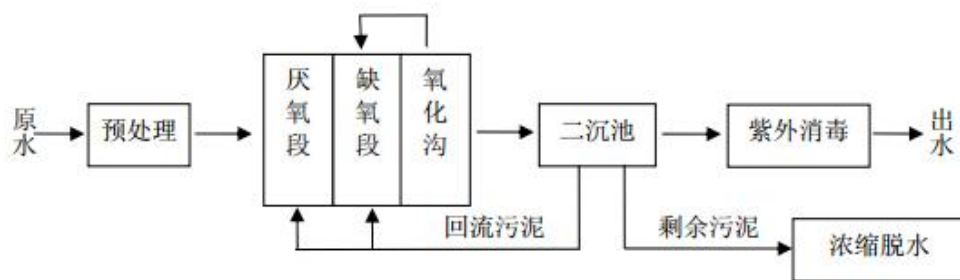 原水
预处理
厌氧段
缺氧段
氧化沟
二沉池
紫外消毒
出水
回流污泥
剩余污泥
浓缩脱水